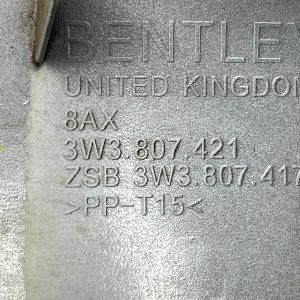 BENTLEY
UNITED KINGDOM
8AX
3W3.807.421
ZSB 3W3.807.417
>PP-T15<